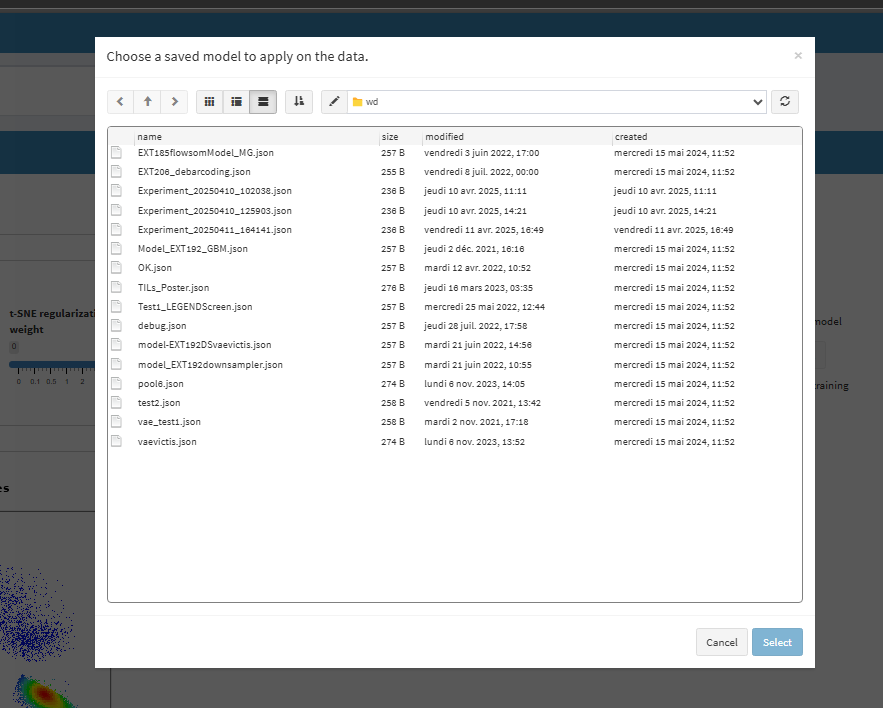 Choose a saved model to apply on the data.
×
wd
name size modified created
EXT185flowsomModel_MG.json 257 B vendredi 3 juin 2022, 17:00 mercredi 15 mai 2024, 11:52
EXT206_debarcoding.json 255 B vendredi 8 juil. 2022, 00:00 mercredi 15 mai 2024, 11:52
Experiment_20250410_102038.json 236 B jeudi 10 avr. 2025, 11:11 jeudi 10 avr. 2025, 11:11
Experiment_20250410_125903.json 236 B jeudi 10 avr. 2025, 14:21 jeudi 10 avr. 2025, 14:21
Experiment_20250411_164141.json 236 B vendredi 11 avr. 2025, 16:49 vendredi 11 avr. 2025, 16:49
Model_EXT192_GBM.json 257 B jeudi 2 déc. 2021, 16:16 mercredi 15 mai 2024, 11:52
OK.json 257 B mardi 12 avr. 2022, 10:52 mercredi 15 mai 2024, 11:52
TILs_Poster.json 276 B jeudi 16 mars 2023, 03:35 mercredi 15 mai 2024, 11:52
Test1_LEGENDScreen.json 257 B mercredi 25 mai 2022, 12:44 mercredi 15 mai 2024, 11:52
debug.json 257 B jeudi 28 juil. 2022, 17:58 mercredi 15 mai 2024, 11:52
model-EXT192DSvaevictis.json 257 B mardi 21 juin 2022, 14:56 mercredi 15 mai 2024, 11:52
model_EXT192downsampler.json 257 B mardi 21 juin 2022, 10:55 mercredi 15 mai 2024, 11:52
pool6.json 274 B lundi 6 nov. 2023, 14:05 mercredi 15 mai 2024, 11:52
test2.json 258 B vendredi 5 nov. 2021, 13:42 mercredi 15 mai 2024, 11:52
vae_test1.json 258 B mardi 2 nov. 2021, 17:18 mercredi 15 mai 2024, 11:52
vaevictis.json 274 B lundi 6 nov. 2023, 13:52 mercredi 15 mai 2024, 11:52
Cancel Select
t-SNE regularizati
weight
0
0 0.1 0.5 1 2
es
model
training